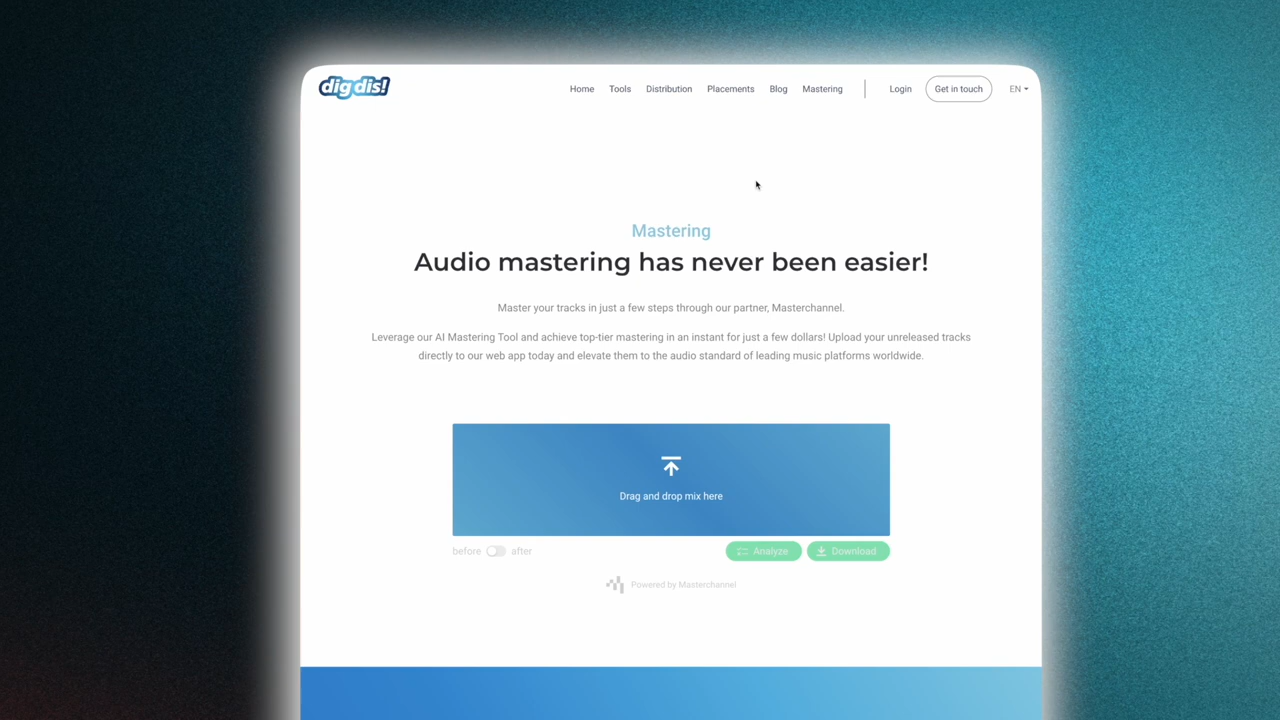 dig dis!
Home Tools Distribution Placements Blog Mastering Login Get in touch EN
Mastering
Audio mastering has never been easier!
Master your tracks in just a few steps through our partner, Masterchannel.
Leverage our AI Mastering Tool and achieve top-tier mastering in an instant for just a few dollars! Upload your unreleased tracks
directly to our web app today and elevate them to the audio standard of leading music platforms worldwide.
Drag and drop mix here
before after Analyze Download
Powered by Masterchannel